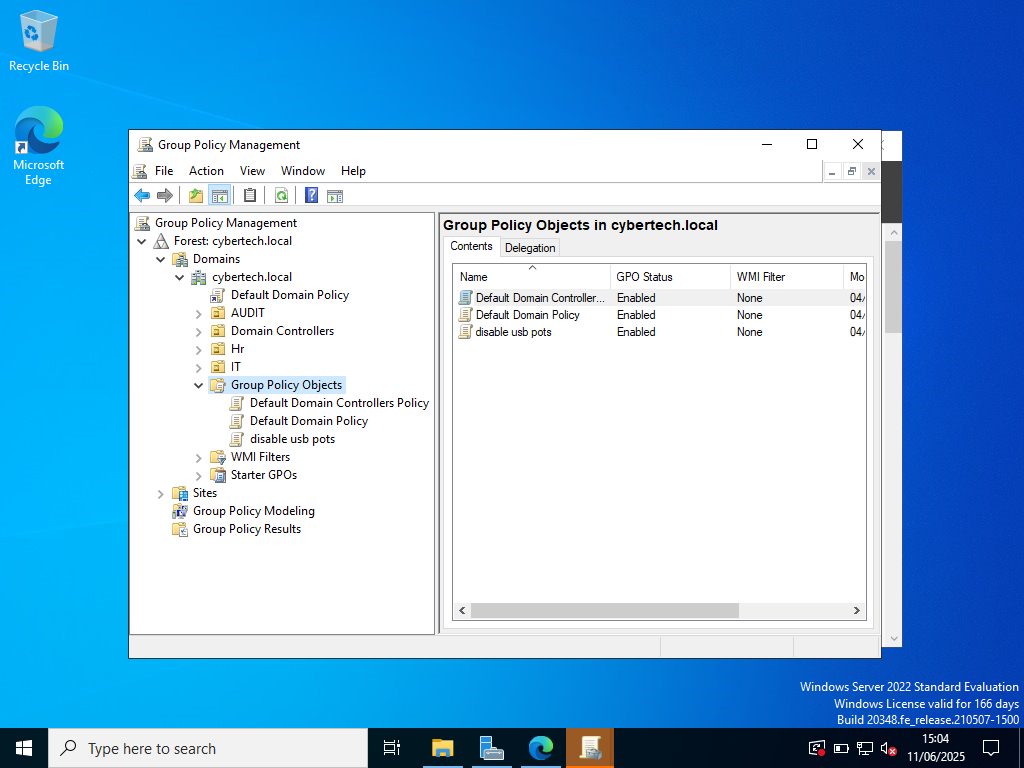 Recycle Bin
Microsoft
Edge
Group Policy Management
File Action View Window Help
Group Policy Management
Forest: cybertech.local
Domains
cybertech.local
Default Domain Policy
AUDIT
Domain Controllers
Hr
IT
Group Policy Objects
Default Domain Controllers Policy
Default Domain Policy
disable usb pots
WMI Filters
Starter GPOs
Sites
Group Policy Modeling
Group Policy Results
Group Policy Objects in cybertech.local
Contents Delegation
Name GPO Status WMI Filter Mo
Default Domain Controller... Enabled None 04/
Default Domain Policy Enabled None 04/
disable usb pots Enabled None 04/
Windows Server 2022 Standard Evaluation
Windows License valid for 166 days
Build 20348.fe_release.210507-1500
Type here to search
15:04
11/06/2025